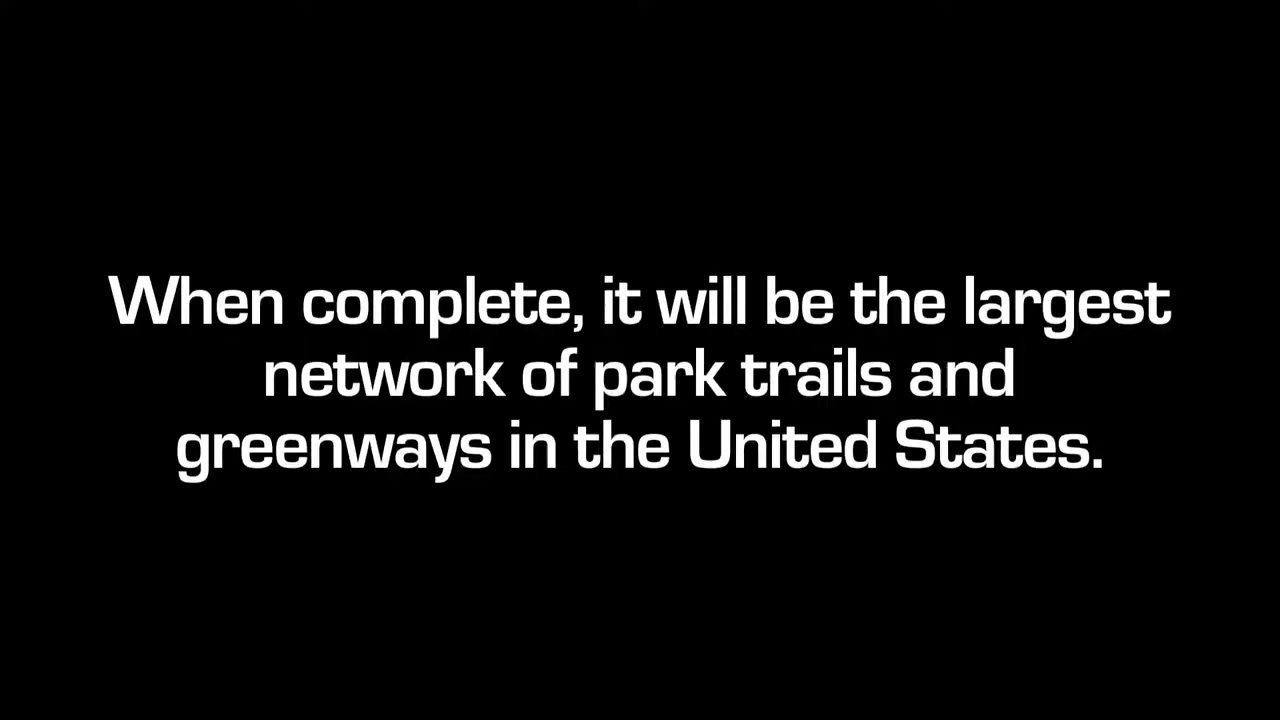 When complete, it will be the largest
network of park trails and
greenways in the United States.